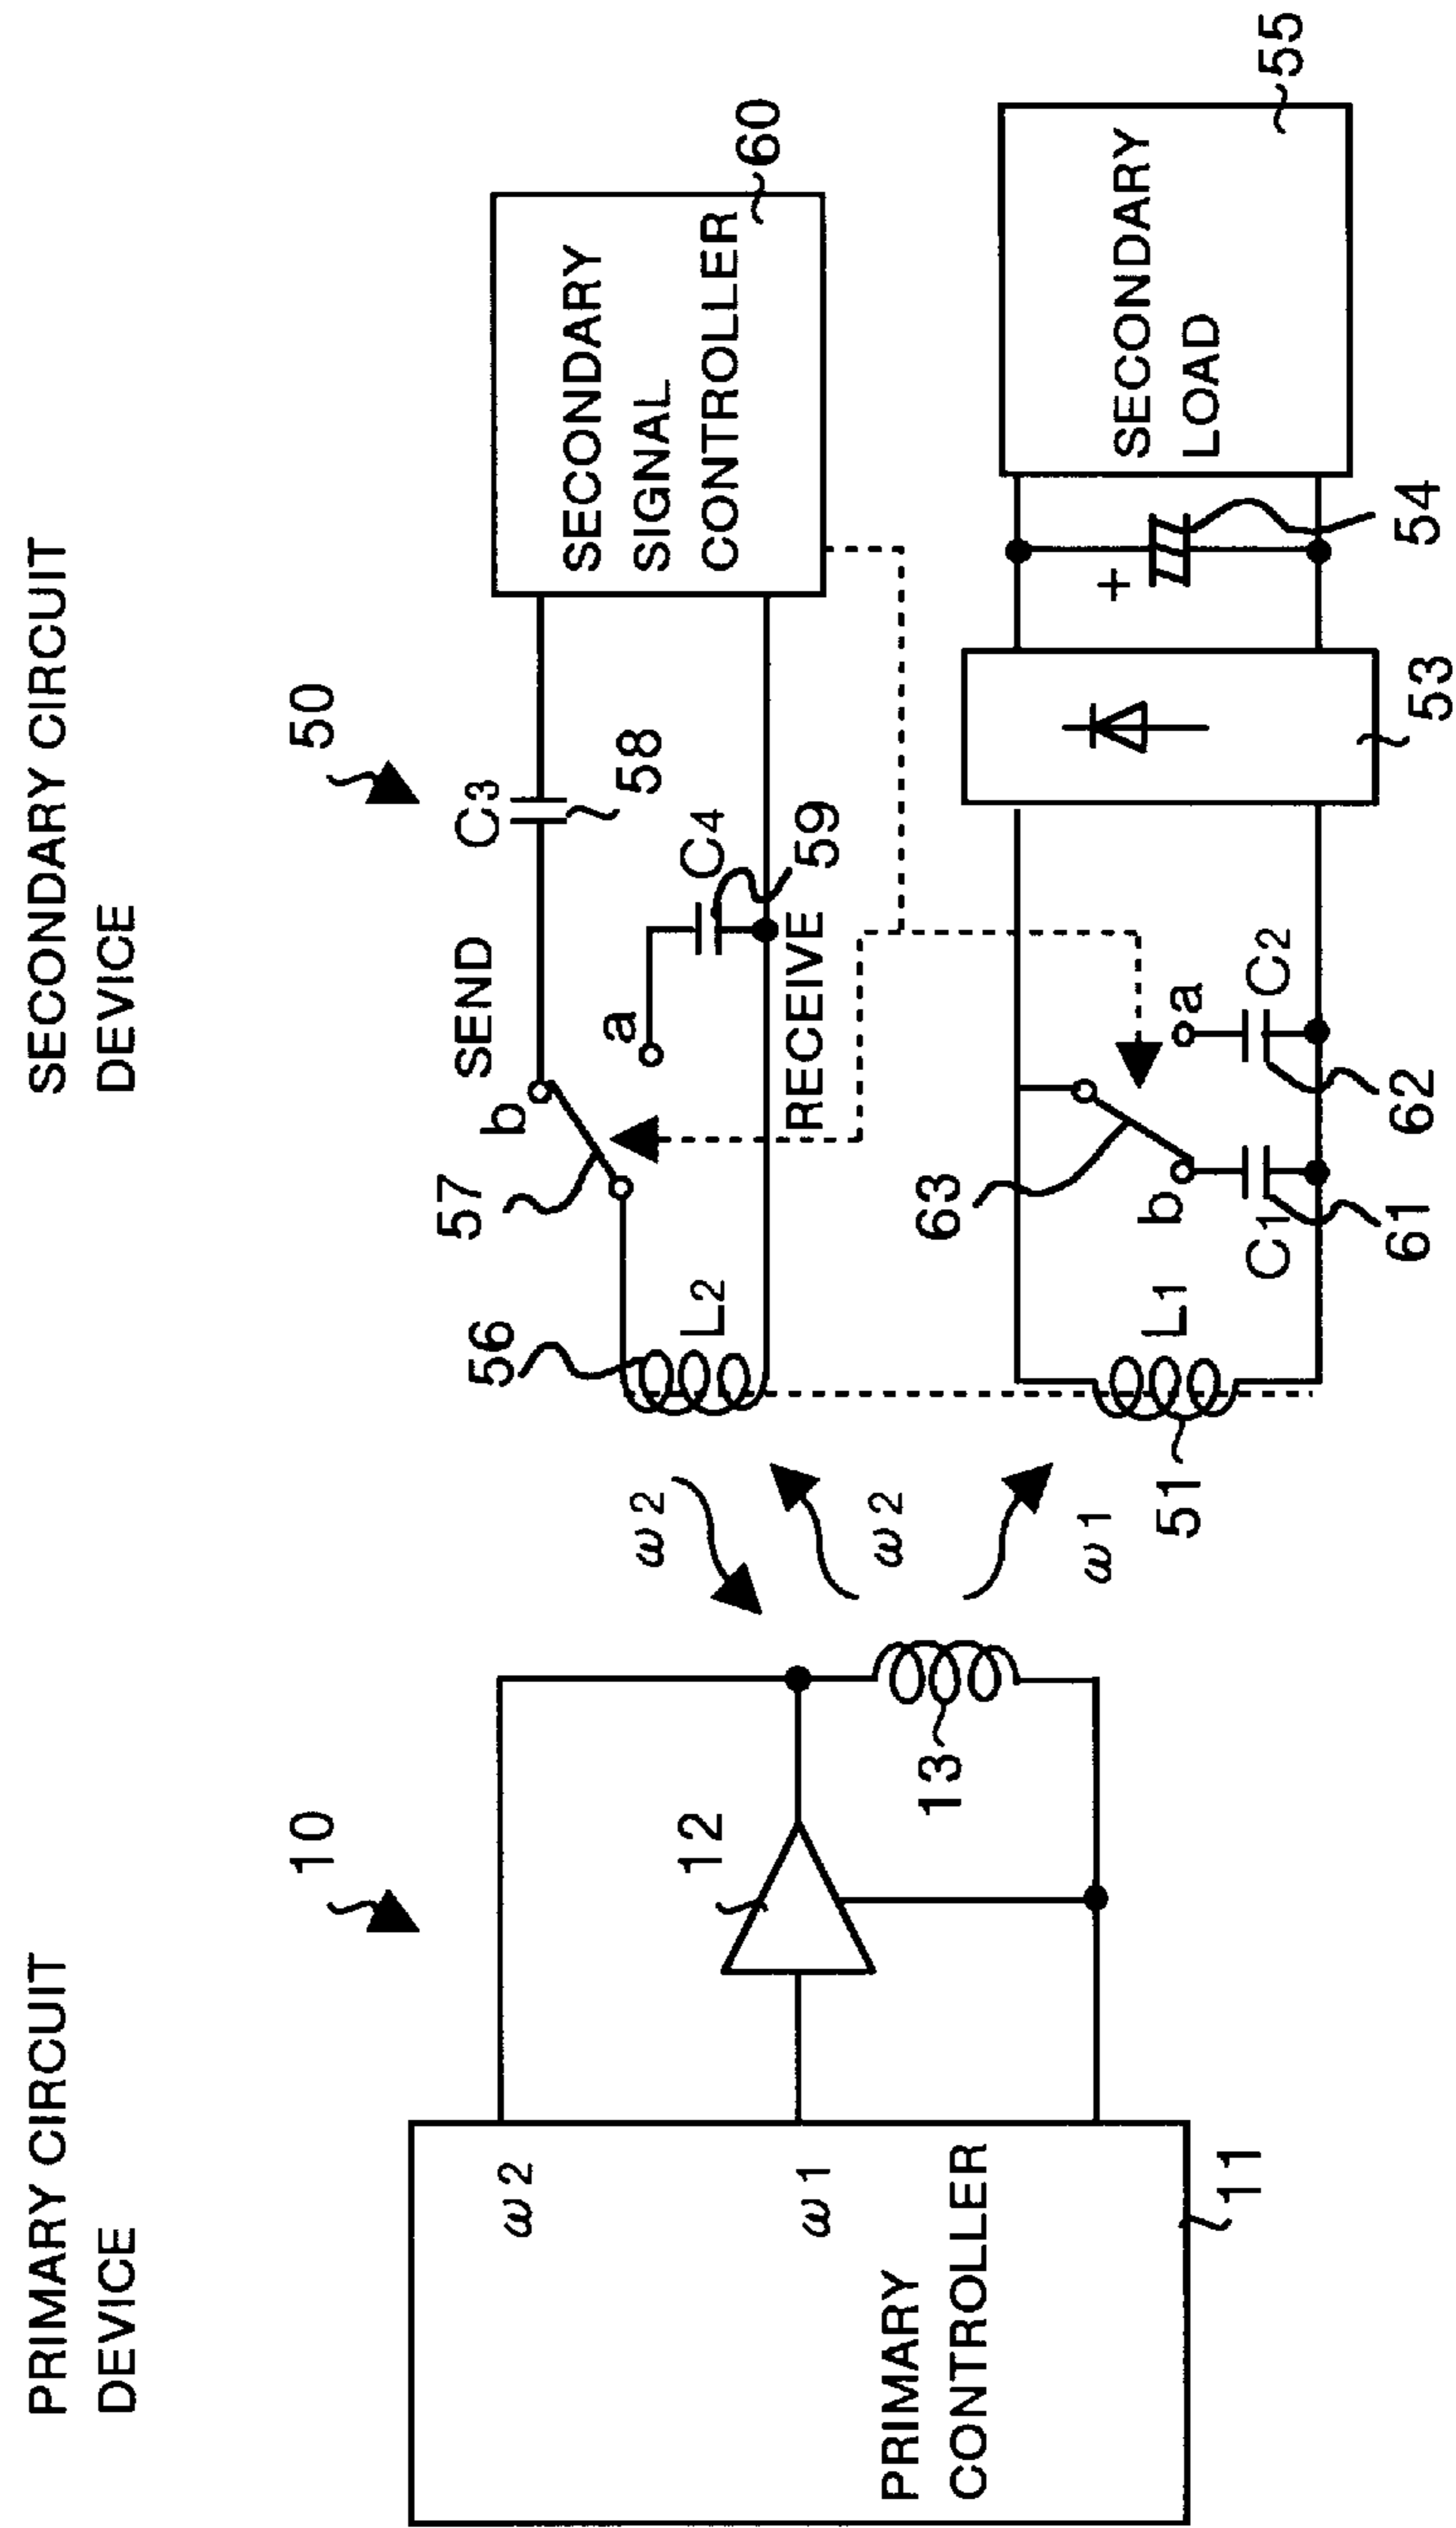 PRIMARY CIRCUIT
DEVICE
SECONDARY CIRCUIT
DEVICE
10
50
ω2
ω1
PRIMARY
CONTROLLER
11
12
13
ω2
ω2
ω1
56
L2
57
b
SEND
a
C3
58
C4
59
RECEIVE
SECONDARY
SIGNAL
CONTROLLER
60
51
L1
63
b
a
C1
61
C2
62
53
+
54
SECONDARY
LOAD
55